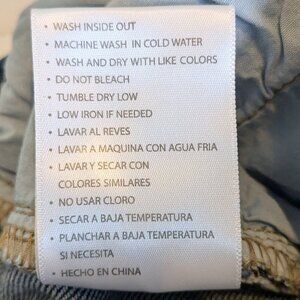 • WASH INSIDE OUT
• MACHINE WASH IN COLD WATER
• WASH AND DRY WITH LIKE COLORS
• DO NOT BLEACH
• TUMBLE DRY LOW
• LOW IRON IF NEEDED
• LAVAR AL REVES
• LAVAR A MAQUINA CON AGUA FRIA
• LAVAR Y SECAR CON
COLORES SIMILARES
• NO USAR CLORO
• SECAR A BAJA TEMPERATURA
• PLANCHAR A BAJA TEMPERATURA
SI NECESITA
• HECHO EN CHINA